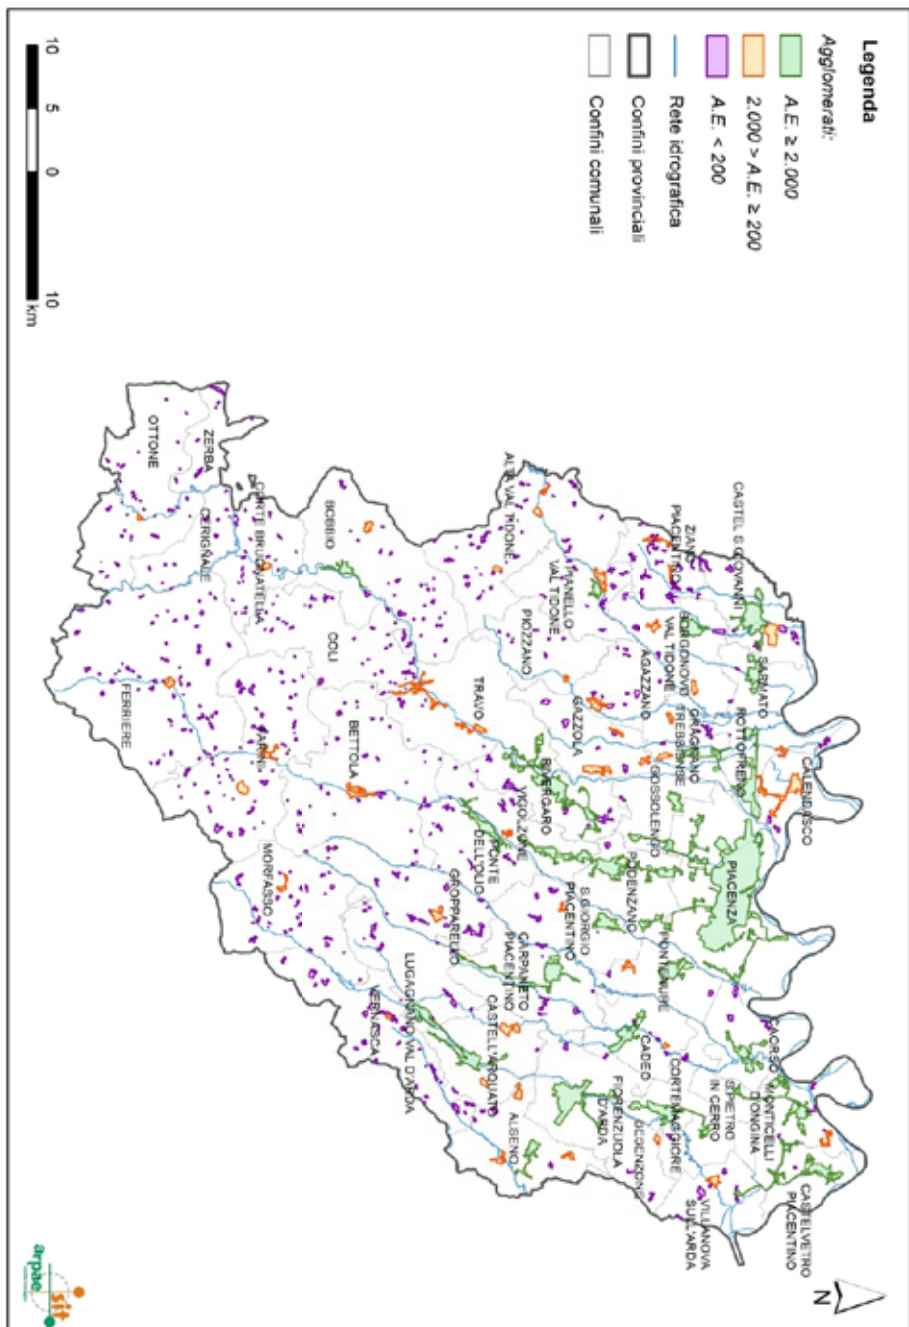 Legenda
Agglomerati:
A.E. ≥ 2.000
2.000 > A.E. ≥ 200
A.E. < 200
Rete idrografica
Confini provinciali
Confini comunali
10 5 0 10
km
N
CASTEL S.GIOVANNI
SARMATO
ROTTOFRENO
CALENDASCO
PIACENZA
CAORSO
MONTICELLI
D'ONGINA
CASTELVETRO
PIACENTINO
ZIANO
PIACENTINO
BORGONOVO
VAL TIDONE
GRAGNANO
TREBBIENSE
GOSSOLENGO
PODENZANO
PONTENURE
CADEO
CORTEMAGGIORE
S.PIETRO
IN CERRO
VILLANOVA
SULL'ARDA
BESENZONE
FIORENZUOLA
D'ARDA
ALSENO
PIANELLO
VAL TIDONE
AGAZZANO
GAZZOLA
RIVERGARO
VIGOLZONE
S.GIORGIO
PIACENTINO
ALTA VAL TIDONE
PIOZZANO
TRAVO
PONTE
DELL'OLIO
GROPPARELLO
CARPANETO
PIACENTINO
CASTELL'ARQUATO
LUGAGNANO VAL D'ARDA
VERNASCA
BOBBIO
COLI
BETTOLA
FARINI
MORFASSO
CORTE BRUGNATELLA
ZERBA
CERIGNALE
OTTONE
FERRIERE
sit
arpae